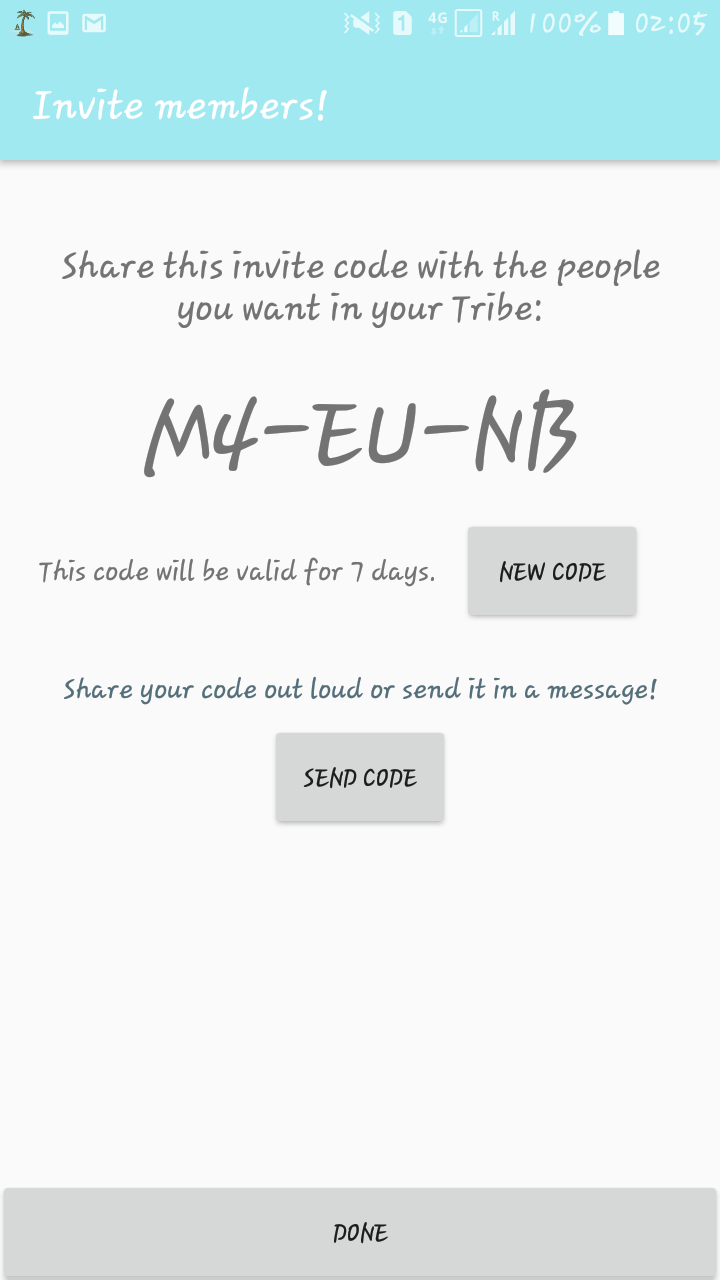 1 4G R 100% 02:05
Invite members!
Share this invite code with the people
you want in your Tribe:
M4-EU-NB
This code will be valid for 7 days.
NEW CODE
Share your code out loud or send it in a message!
SEND CODE
DONE